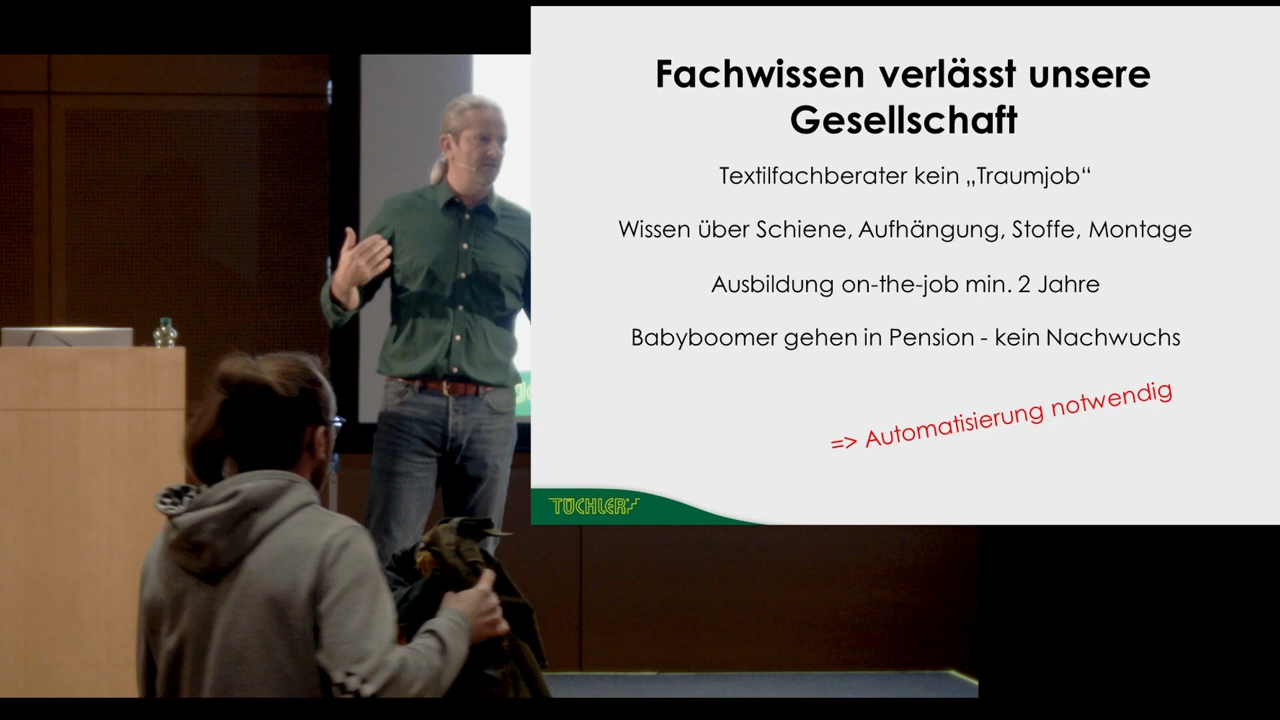 Fachwissen verlässt unsere
Gesellschaft
Textilfachberater kein „Traumjob“
Wissen über Schiene, Aufhängung, Stoffe, Montage
Ausbildung on-the-job min. 2 Jahre
Babyboomer gehen in Pension - kein Nachwuchs
=> Automatisierung notwendig
TÜCHLER